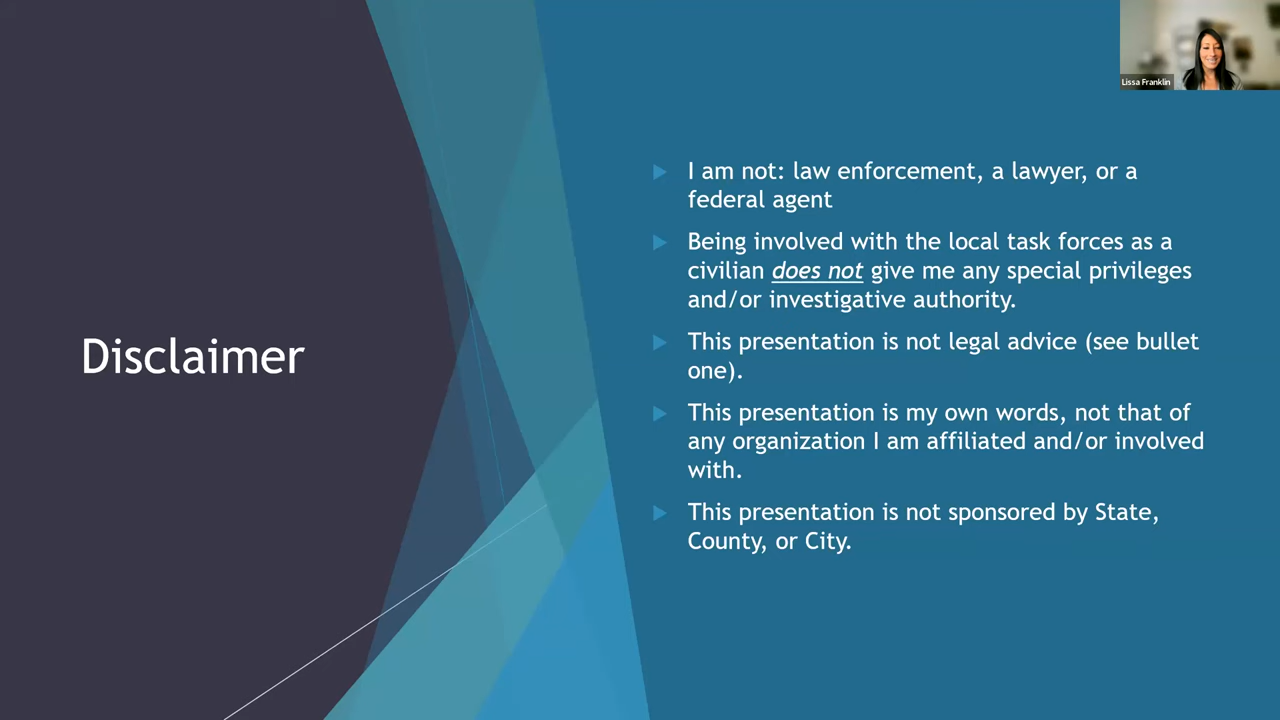 Lissa Franklin
Disclaimer
I am not: law enforcement, a lawyer, or a
federal agent
Being involved with the local task forces as a
civilian does not give me any special privileges
and/or investigative authority.
This presentation is not legal advice (see bullet
one).
This presentation is my own words, not that of
any organization I am affiliated and/or involved
with.
This presentation is not sponsored by State,
County, or City.